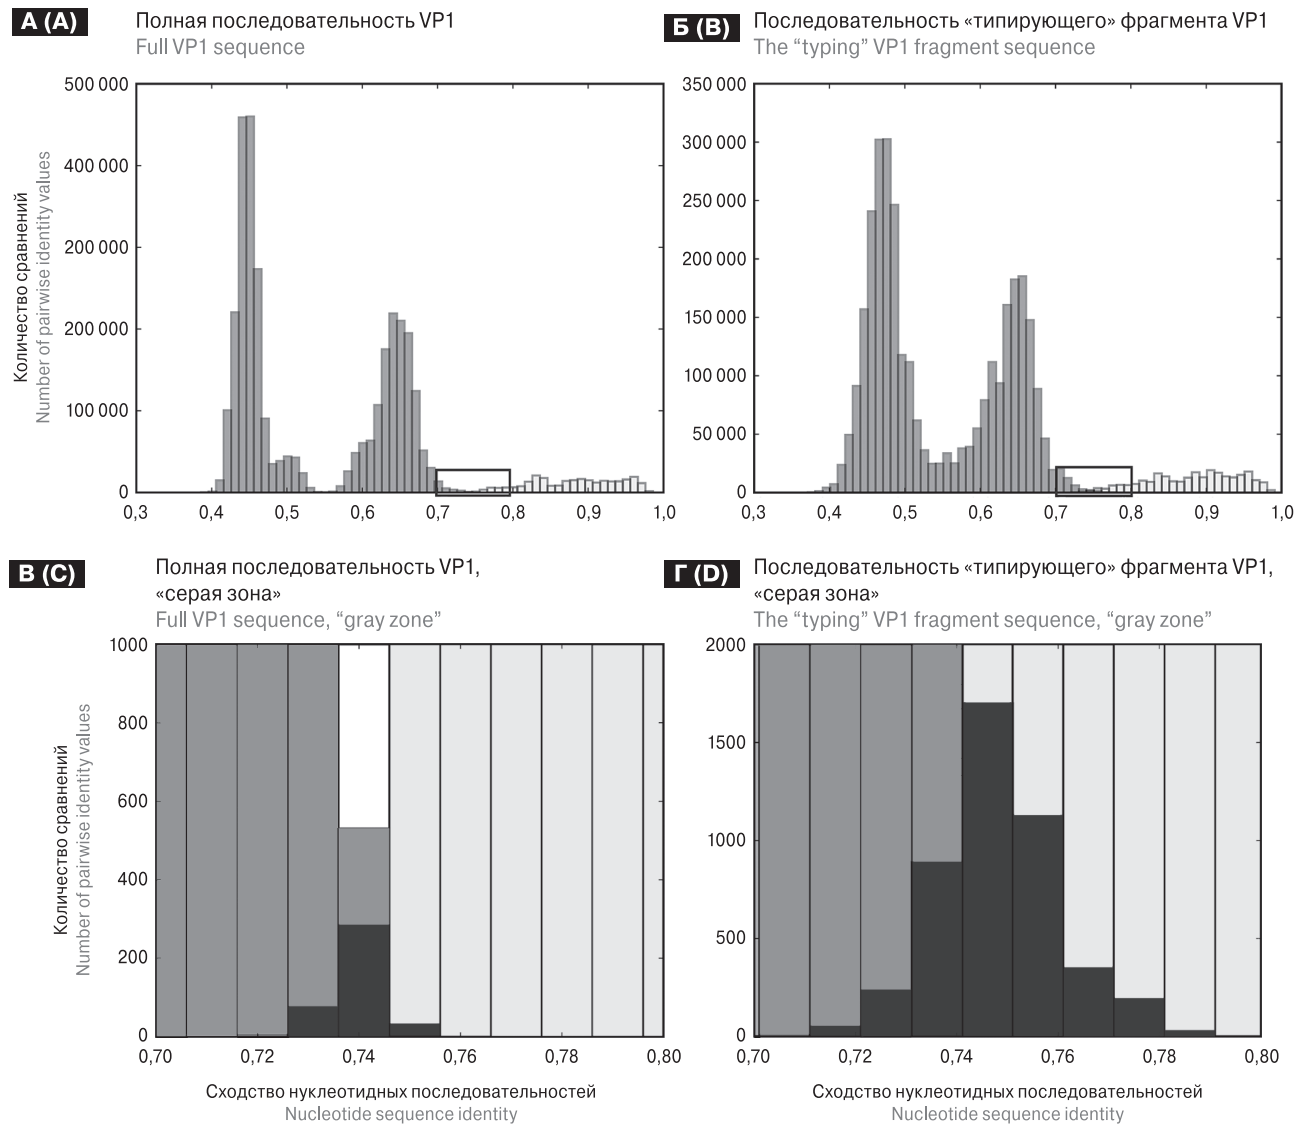 А (A)
Полная последовательность VP1
Full VP1 sequence
Б (B)
Последовательность «типирующего» фрагмента VP1
The “typing” VP1 fragment sequence
Количество сравнений
Number of pairwise identity values
500 000
400 000
200 000
200 000
100 000
0
0,3 0,4 0,5 0,6 0,7 0,8 0,9 1,0
350 000
300 000
250 000
200 000
150 000
100 000
50 000
0
0,3 0,4 0,5 0,6 0,7 0,8 0,9 1,0
В (C)
Полная последовательность VP1,
«серая зона»
Full VP1 sequence, “gray zone”
Г (D)
Последовательность «типирующего» фрагмента VP1,
«серая зона»
The “typing” VP1 fragment sequence, “gray zone”
Количество сравнений
Number of pairwise identity values
1000
800
600
400
200
0
0,70 0,72 0,74 0,76 0,78 0,80
Сходство нуклеотидных последовательностей
Nucleotide sequence identity
2000
1500
1000
500
0
0,70 0,72 0,74 0,76 0,78 0,80
Сходство нуклеотидных последовательностей
Nucleotide sequence identity